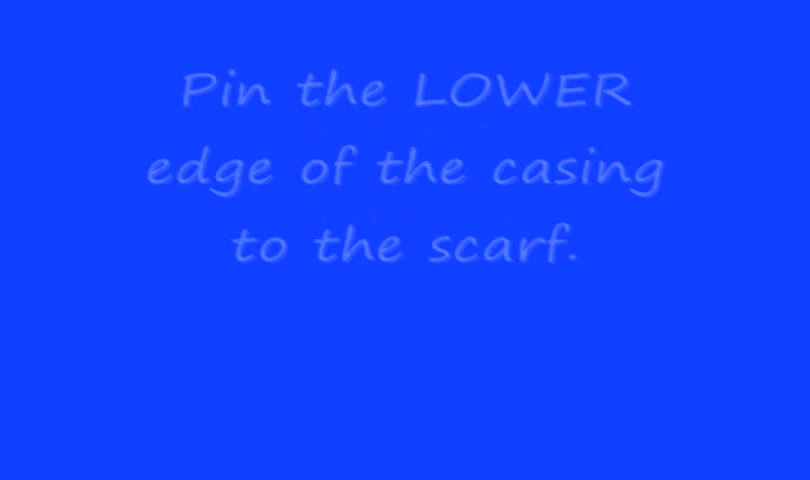 Pin the LOWER
edge of the casing
to the scarf.